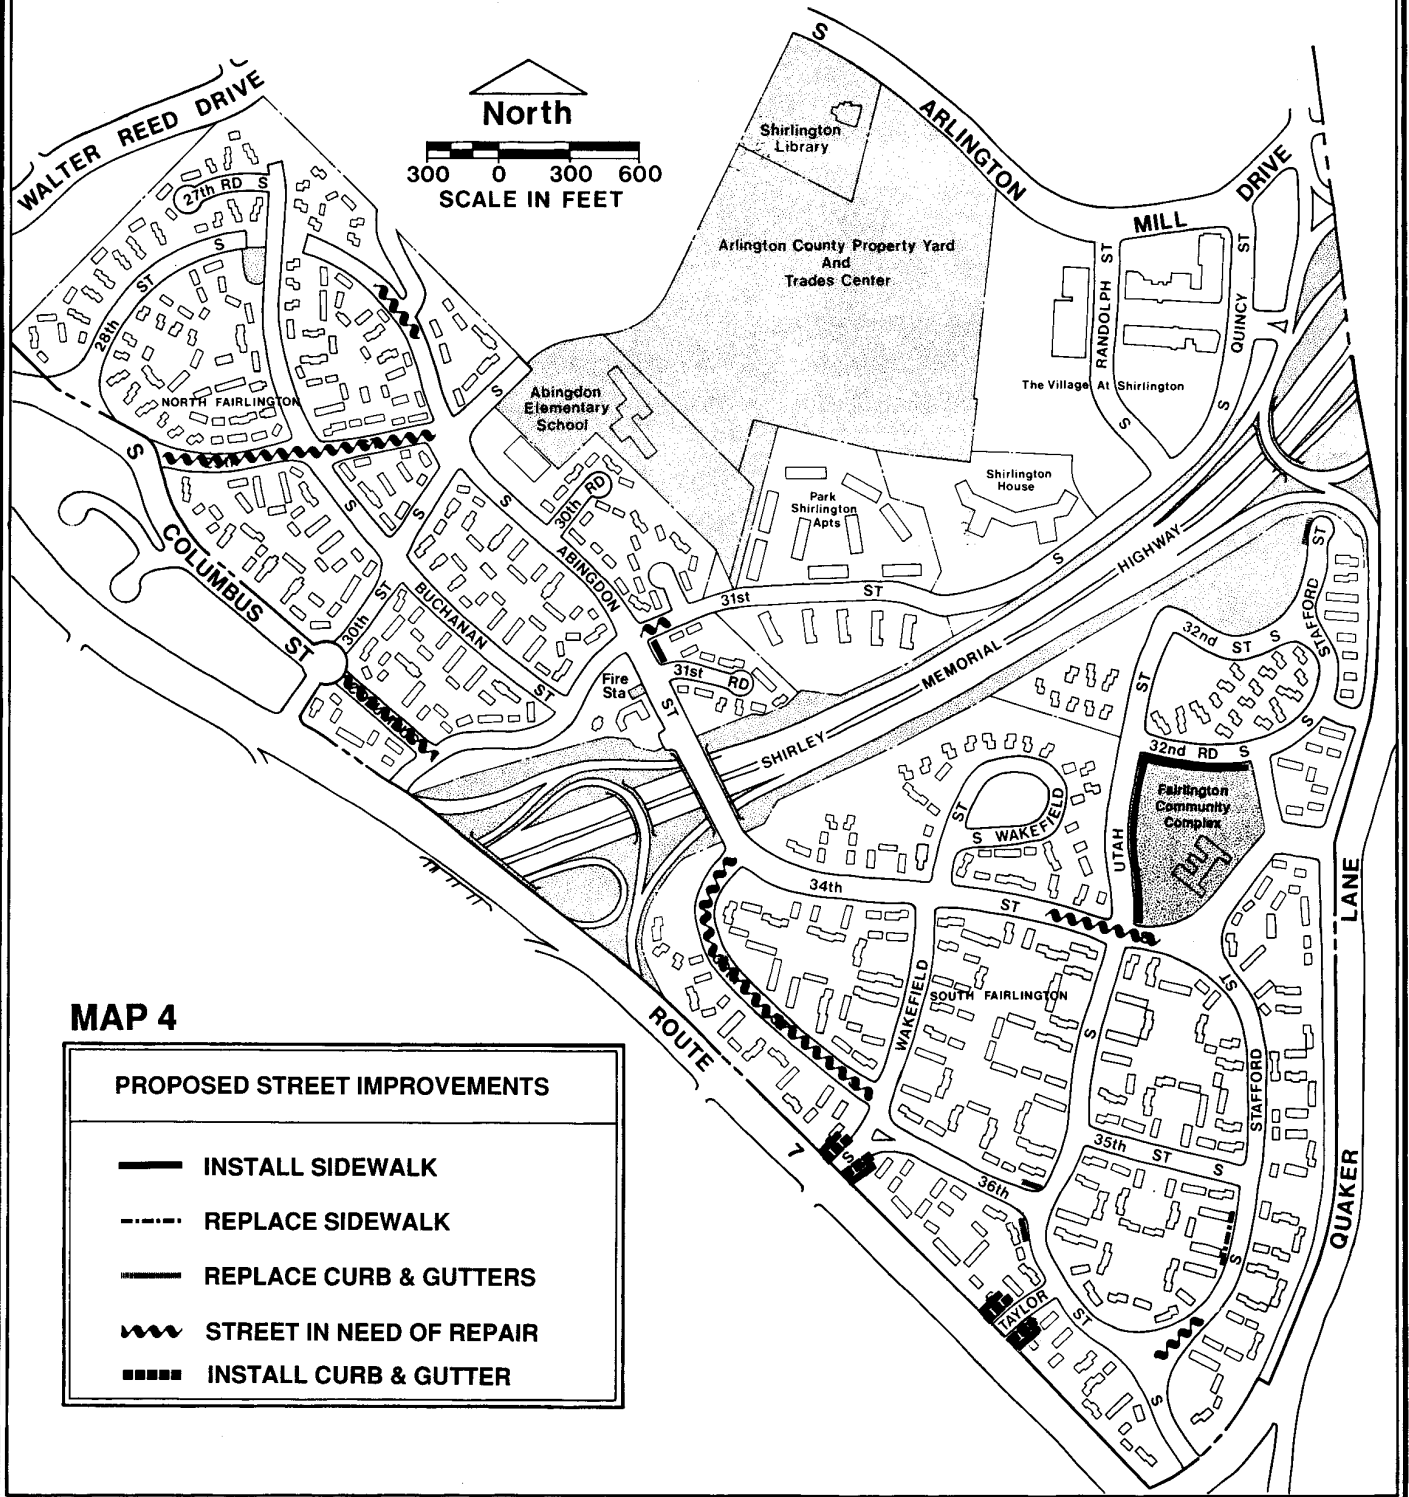 S
ARLINGTON
MILL
DRIVE
WALTER REED DRIVE
North
300 0 300 600
SCALE IN FEET
Shirlington
Library
27th RD S
28th ST S
Arlington County Property Yard
And
Trades Center
RANDOLPH ST
S
QUINCY ST
S
The Village At Shirlington
NORTH FAIRLINGTON
Abingdon
Elementary
School
S
S
COLUMBUS
ST
S
ST
30th
S
BUCHANAN
ST
S
ABINGDON
ST
30th RD
Park
Shirlington
Apts
Shirlington
House
31st ST S
31st RD
Fire
Sta
SHIRLEY MEMORIAL HIGHWAY
STAFFORD ST
32nd ST S
UTAH ST
32nd RD S
S
Fairlington
Community
Complex
ST
S WAKEFIELD
34th ST
WAKEFIELD
S
SOUTH FAIRLINGTON
S
ST
STAFFORD
S
35th ST S
36th
TAYLOR
ST
S
ROUTE
7
QUAKER LANE
MAP 4
PROPOSED STREET IMPROVEMENTS
INSTALL SIDEWALK
REPLACE SIDEWALK
REPLACE CURB & GUTTERS
STREET IN NEED OF REPAIR
INSTALL CURB & GUTTER